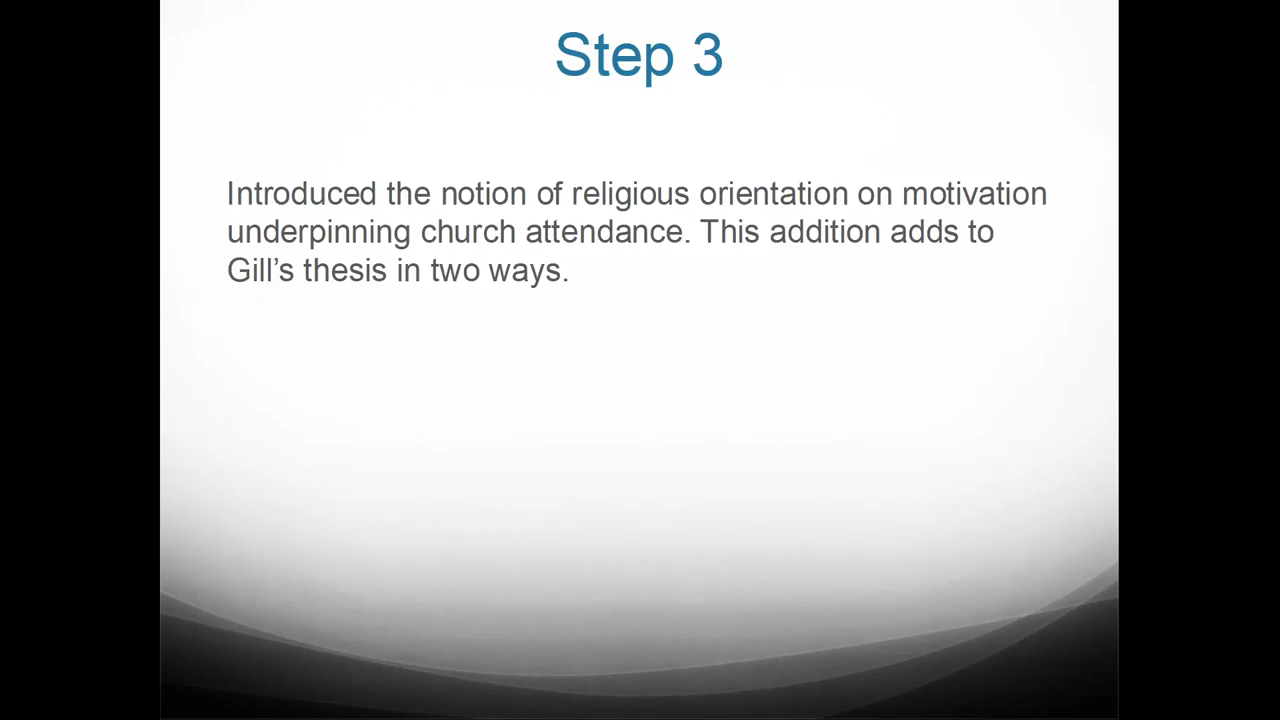 Step 3
Introduced the notion of religious orientation on motivation
underpinning church attendance. This addition adds to
Gill’s thesis in two ways.